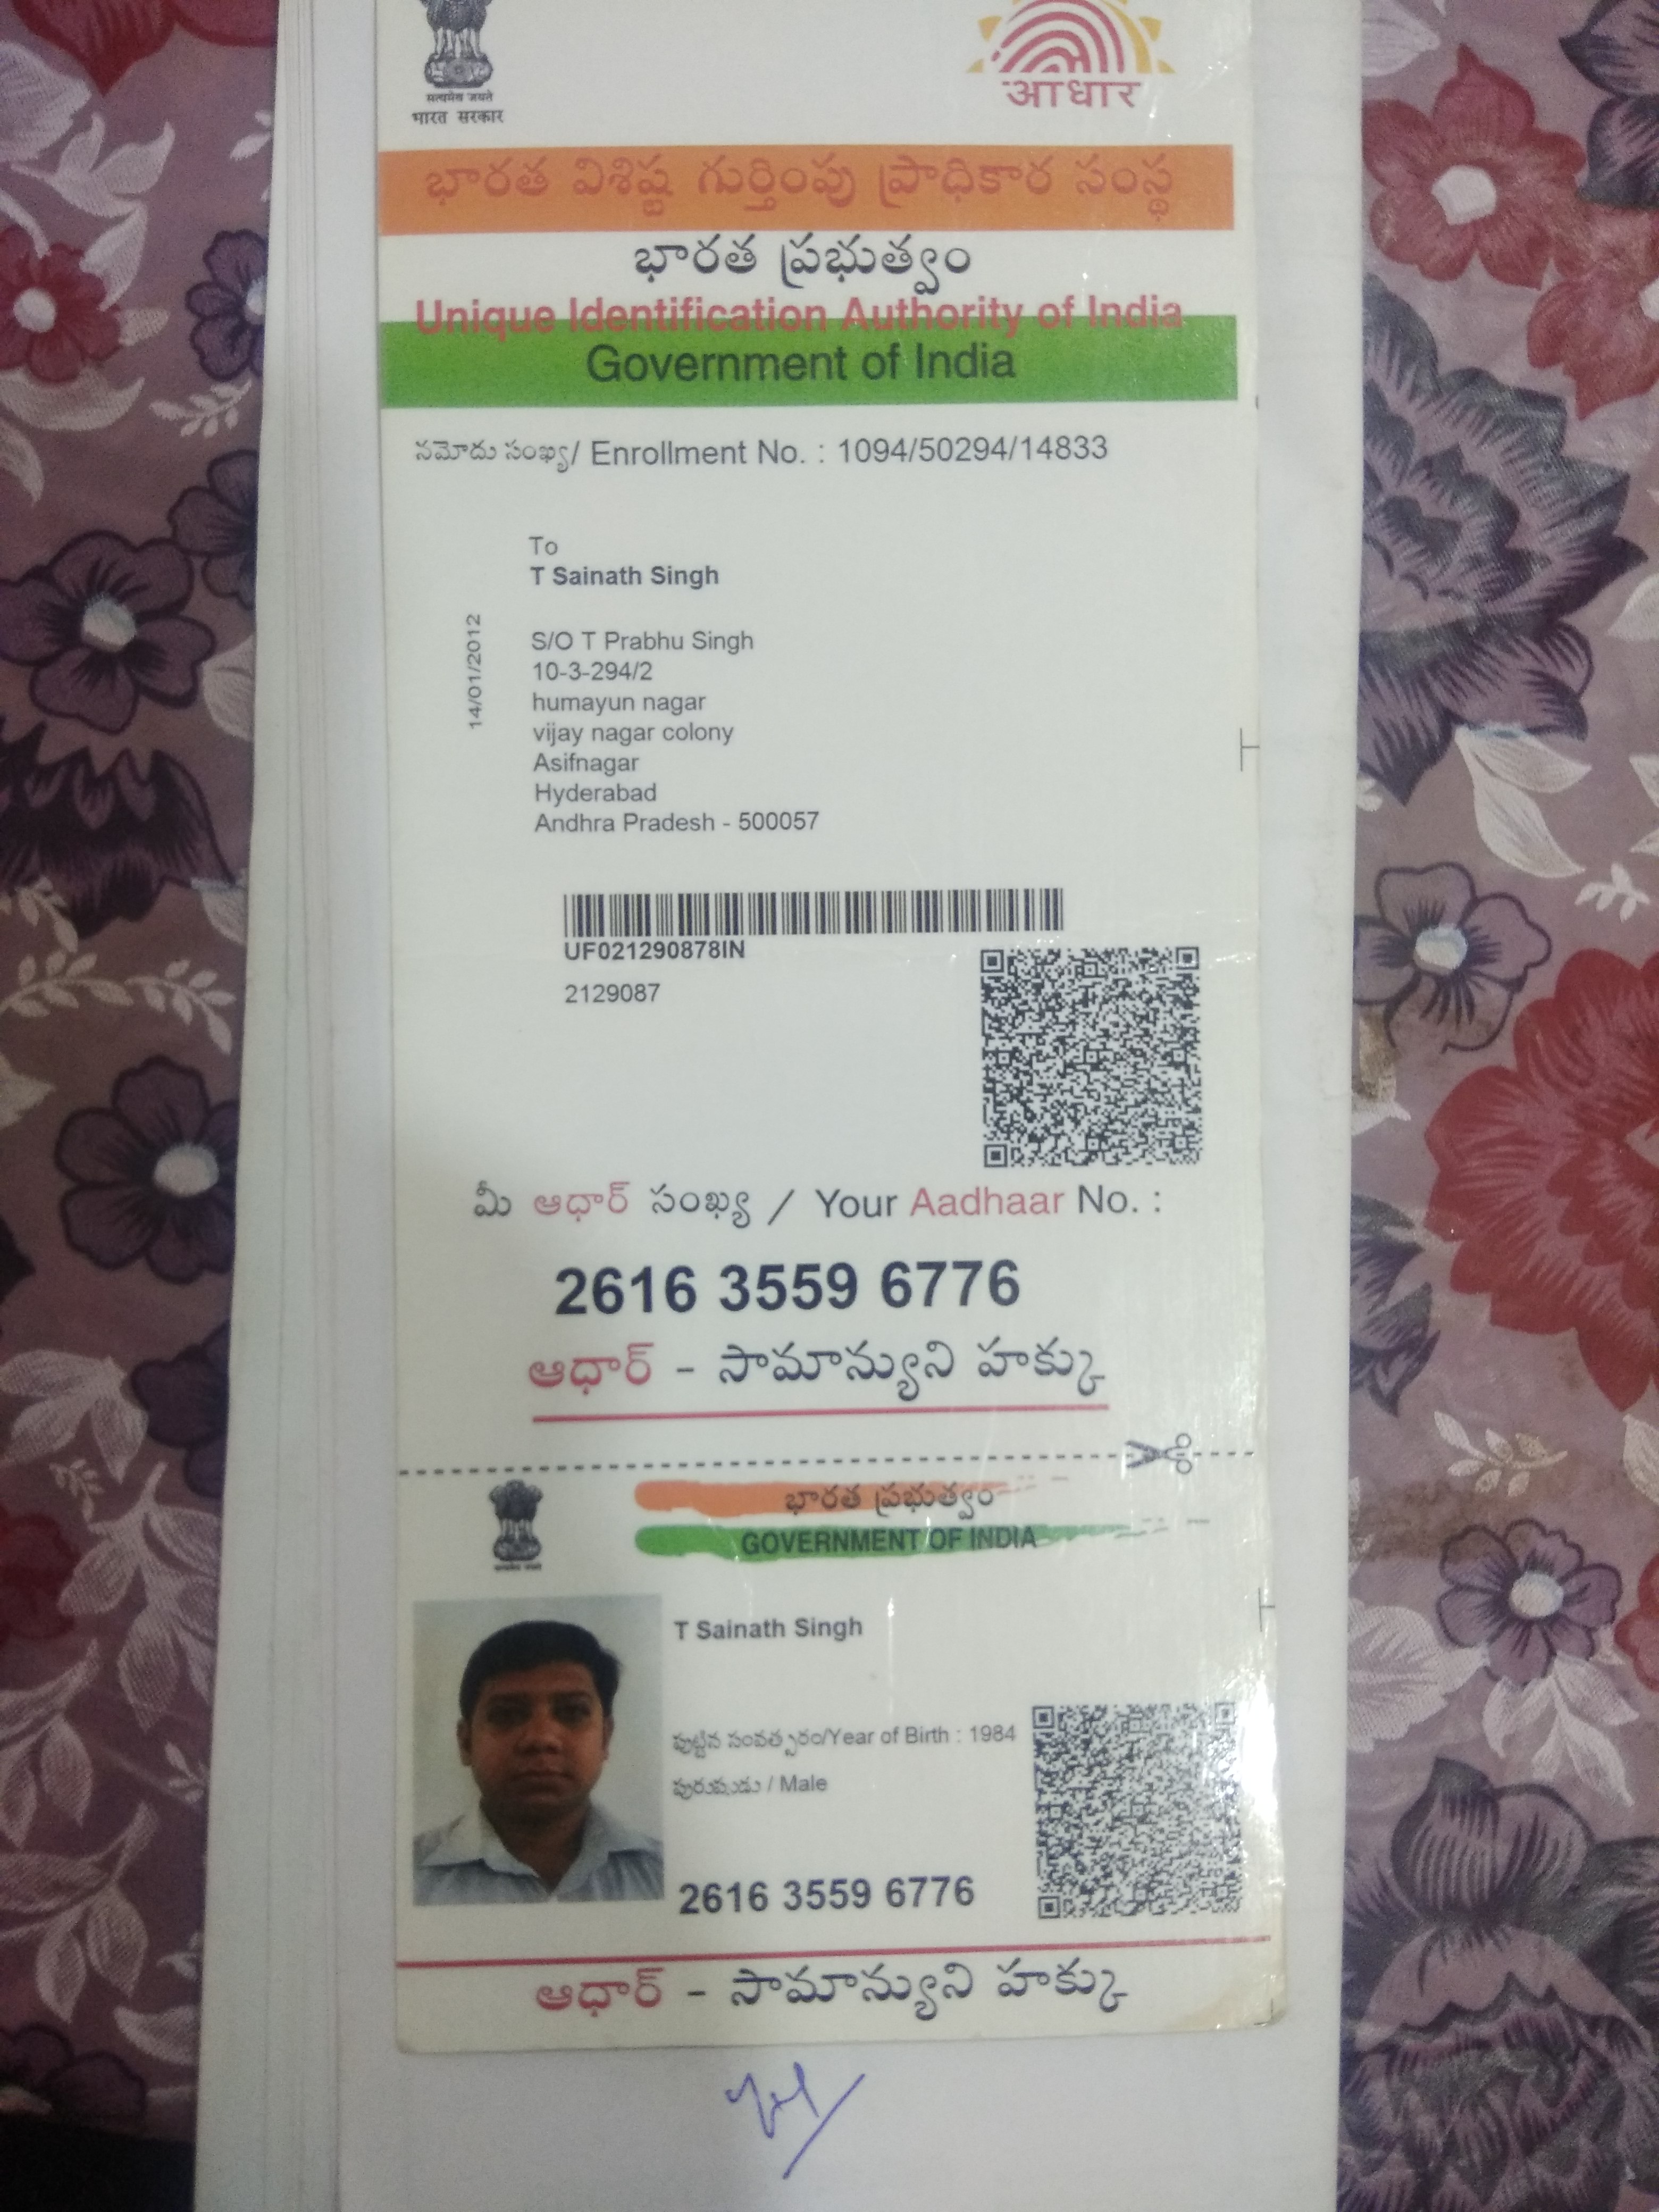 सत्यमेव जयते
भारत सरकार
आधार
భారత విశిష్ట గుర్తింపు ప్రాధికార సంస్థ
భారత ప్రభుత్వం
Unique Identification Authority of India
Government of India
నమోదు సంఖ్య/ Enrollment No. : 1094/50294/14833
To
T Sainath Singh
14/01/2012
S/O T Prabhu Singh
10-3-294/2
humayun nagar
vijay nagar colony
Asifnagar
Hyderabad
Andhra Pradesh - 500057
UF021290878IN
2129087
మీ ఆధార్ సంఖ్య / Your Aadhaar No. :
2616 3559 6776
ఆధార్ - సామాన్యుని హక్కు
భారత ప్రభుత్వం
GOVERNMENT OF INDIA
T Sainath Singh
పుట్టిన సంవత్సరం/Year of Birth : 1984
పురుషుడు / Male
2616 3559 6776
ఆధార్ - సామాన్యుని హక్కు